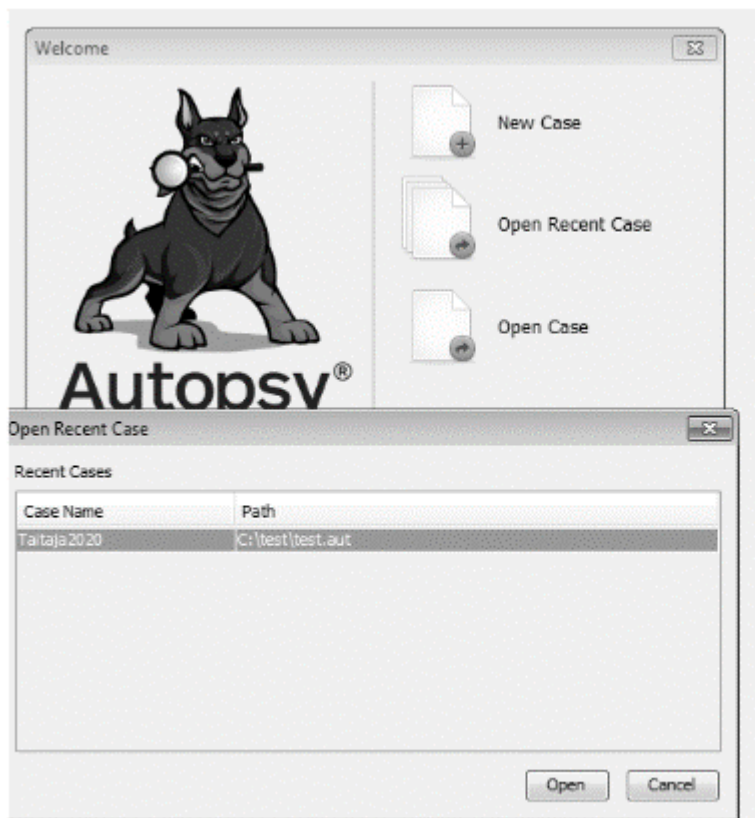 Welcome
New Case
Open Recent Case
Open Case
Autopsy®
Open Recent Case
Recent Cases
Case Name Path
Taitaja2020 C:\test\test.aut
Open Cancel